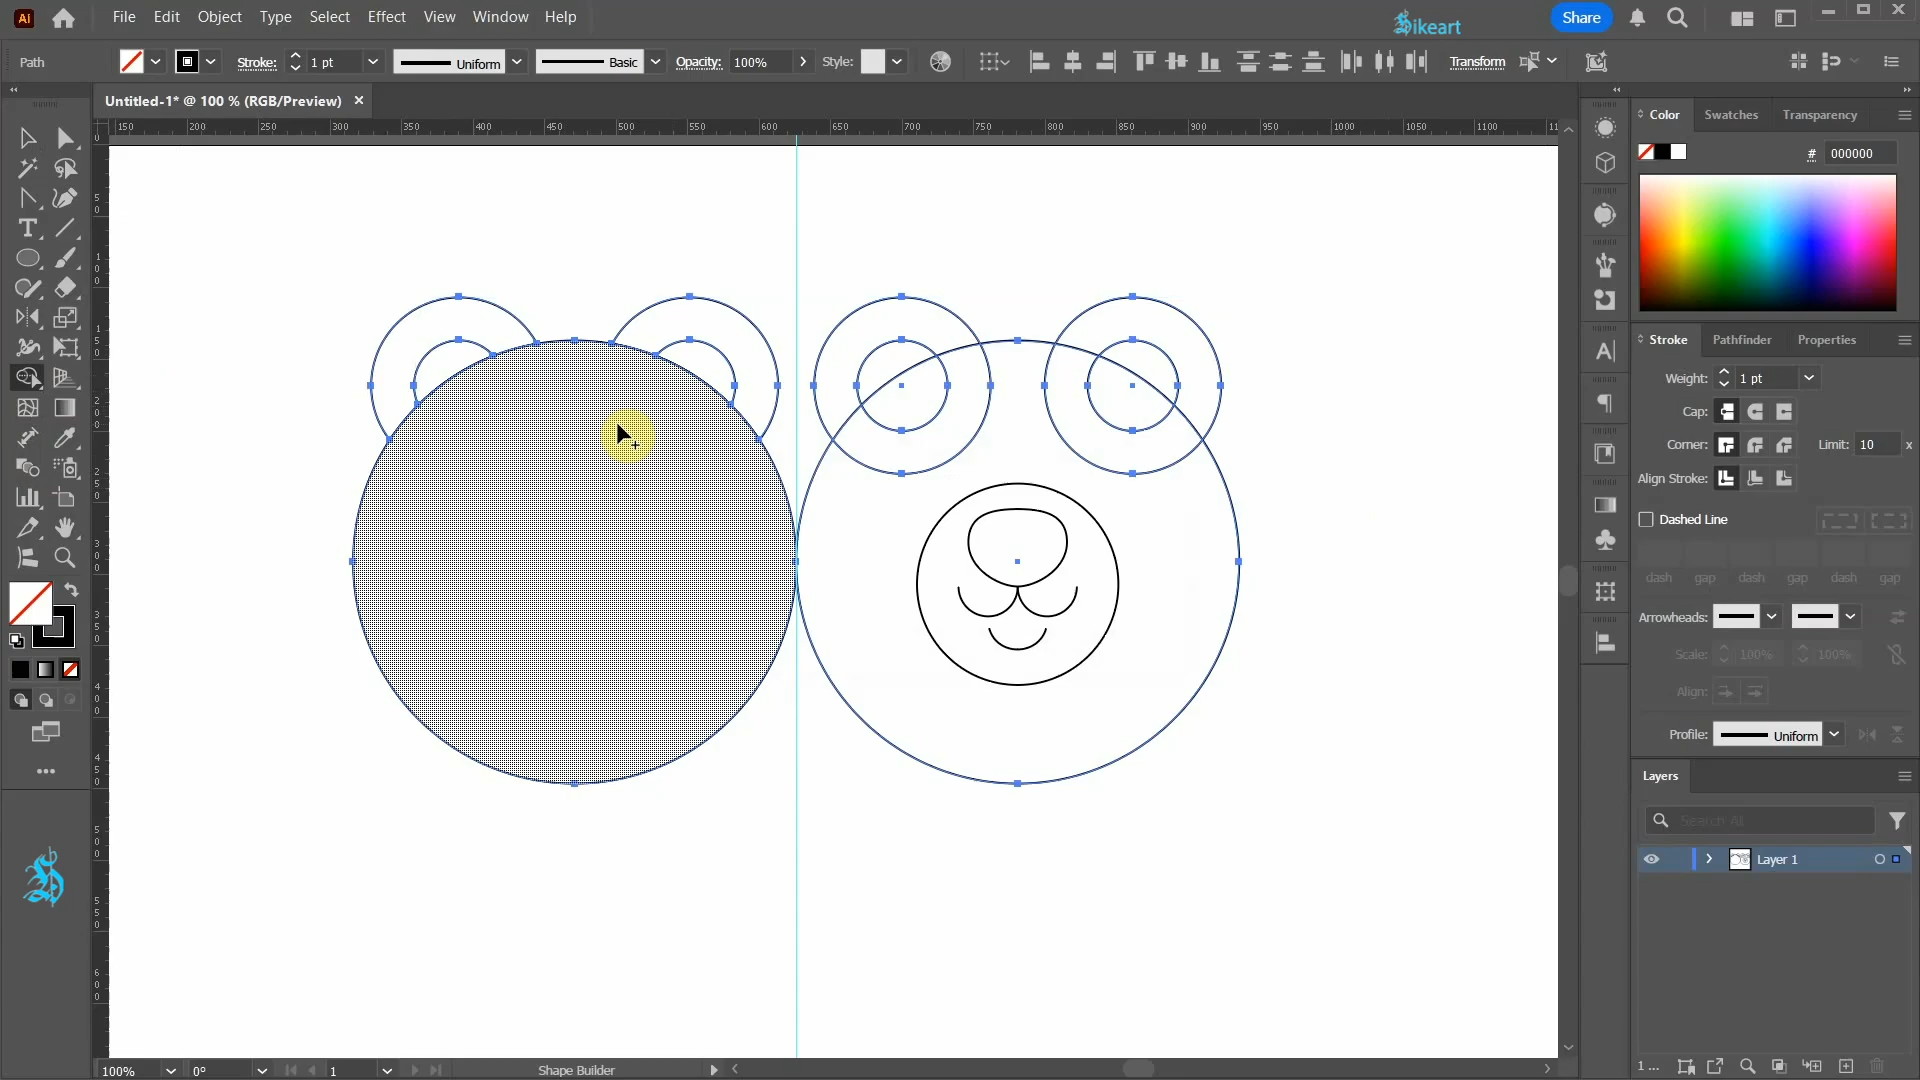 Ai File Edit Object Type Select Effect View Window Help Sikeart Share
Path Stroke: 1 pt Uniform Basic Opacity: 100% Style: Transform
Untitled-1* @ 100 % (RGB/Preview) ×
150 200 250 300 350 400 450 500 550 600 650 700 750 800 850 900 950 1000 1050 1100
Color Swatches Transparency
# 000000
Stroke Pathfinder Properties
Weight: 1 pt
Cap:
Corner: Limit: 10 x
Align Stroke:
Dashed Line
dash gap dash gap dash gap
Arrowheads:
Scale: 100% 100%
Align:
Profile: Uniform
Layers
Search All
Layer 1
1 ...
100% 0° 1 Shape Builder